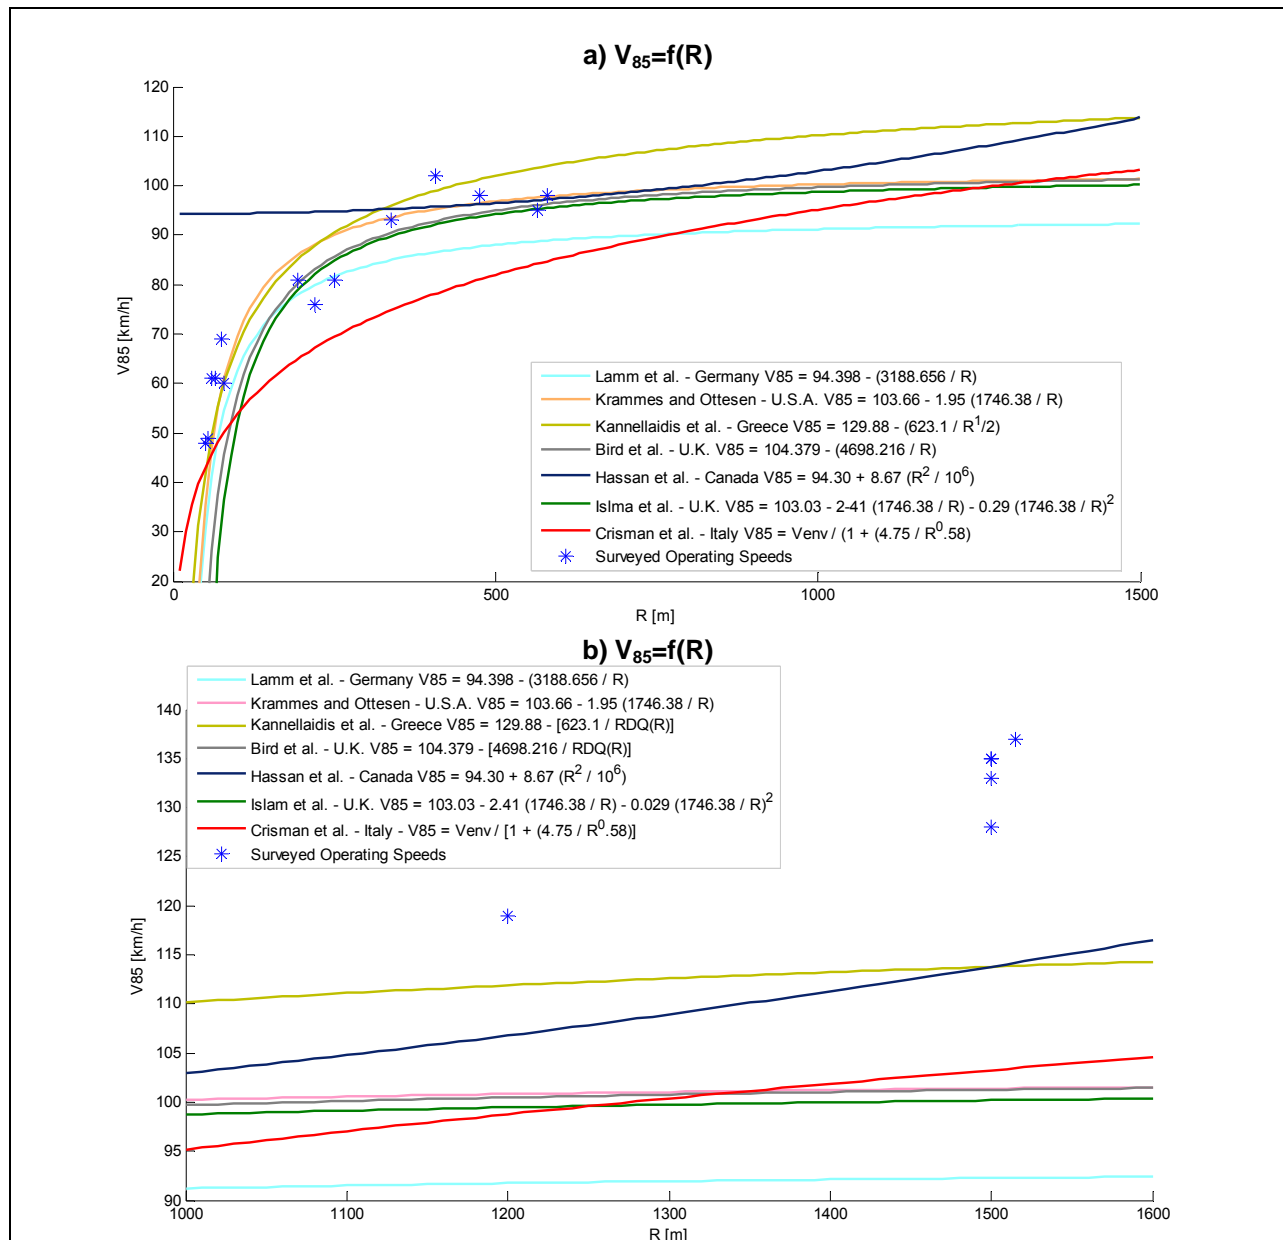 a) V85=f(R)
120
110
100
90
80
70
60
50
40
30
20
V85 [km/h]
Lamm et al. - Germany V85 = 94.398 - (3188.656 / R)
Krammes and Ottesen - U.S.A. V85 = 103.66 - 1.95 (1746.38 / R)
Kannellaidis et al. - Greece V85 = 129.88 - (623.1 / R^1/2)
Bird et al. - U.K. V85 = 104.379 - (4698.216 / R)
Hassan et al. - Canada V85 = 94.30 + 8.67 (R^2 / 10^6)
Islma et al. - U.K. V85 = 103.03 - 2-41 (1746.38 / R) - 0.29 (1746.38 / R)^2
Crisman et al. - Italy V85 = Venv / (1 + (4.75 / R^0.58)
Surveyed Operating Speeds
0 500 1000 1500
R [m]
b) V85=f(R)
Lamm et al. - Germany V85 = 94.398 - (3188.656 / R)
Krammes and Ottesen - U.S.A. V85 = 103.66 - 1.95 (1746.38 / R)
Kannellaidis et al. - Greece V85 = 129.88 - [623.1 / RDQ(R)]
Bird et al. - U.K. V85 = 104.379 - [4698.216 / RDQ(R)]
Hassan et al. - Canada V85 = 94.30 + 8.67 (R^2 / 10^6)
Islam et al. - U.K. V85 = 103.03 - 2.41 (1746.38 / R) - 0.029 (1746.38 / R)^2
Crisman et al. - Italy - V85 = Venv / [1 + (4.75 / R^0.58)]
Surveyed Operating Speeds
140
135
130
125
120
115
110
105
100
95
90
V85 [km/h]
1000 1100 1200 1300 1400 1500 1600
R [m]